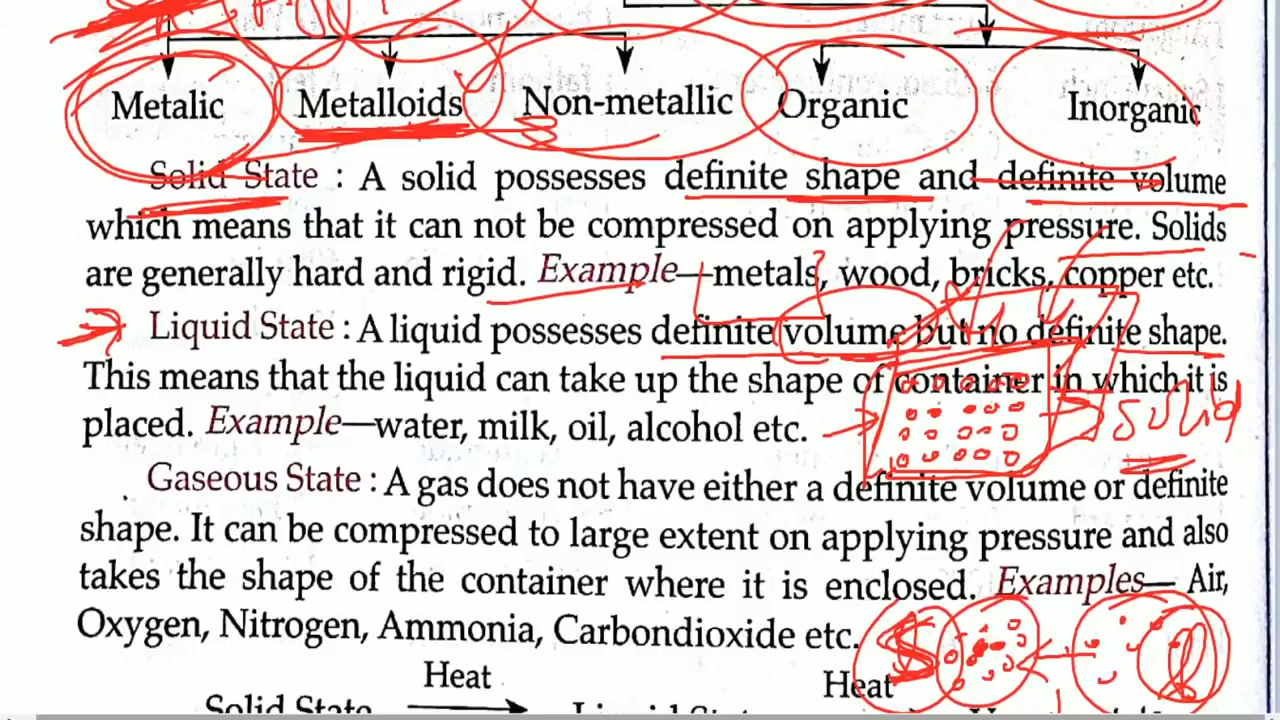 Metalic Metalloids Non-metallic Organic Inorganic
Solid State : A solid possesses definite shape and definite volume
which means that it can not be compressed on applying pressure. Solids
are generally hard and rigid. Example—metals, wood, bricks, copper etc.
Liquid State : A liquid possesses definite volume but no definite shape.
This means that the liquid can take up the shape of container in which it is
placed. Example—water, milk, oil, alcohol etc.
solid
Gaseous State : A gas does not have either a definite volume or definite
shape. It can be compressed to large extent on applying pressure and also
takes the shape of the container where it is enclosed. Examples— Air,
Oxygen, Nitrogen, Ammonia, Carbondioxide etc.
S
Heat Heat
Solid State